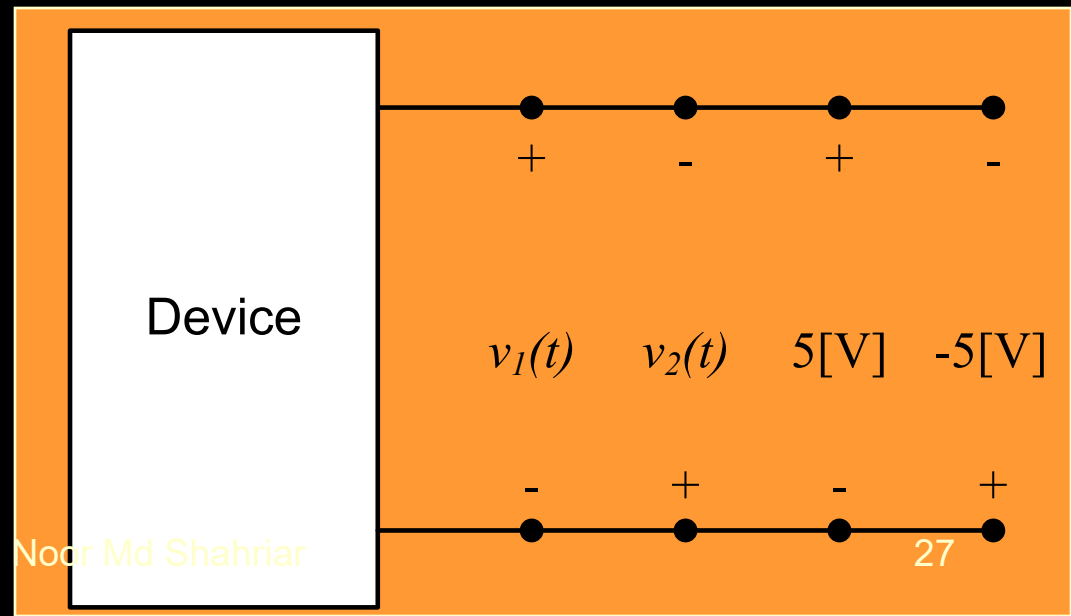 + - + -
Device
v₁(t) v₂(t) 5[V] -5[V]
- + - +
Noor Md Shahriar 27